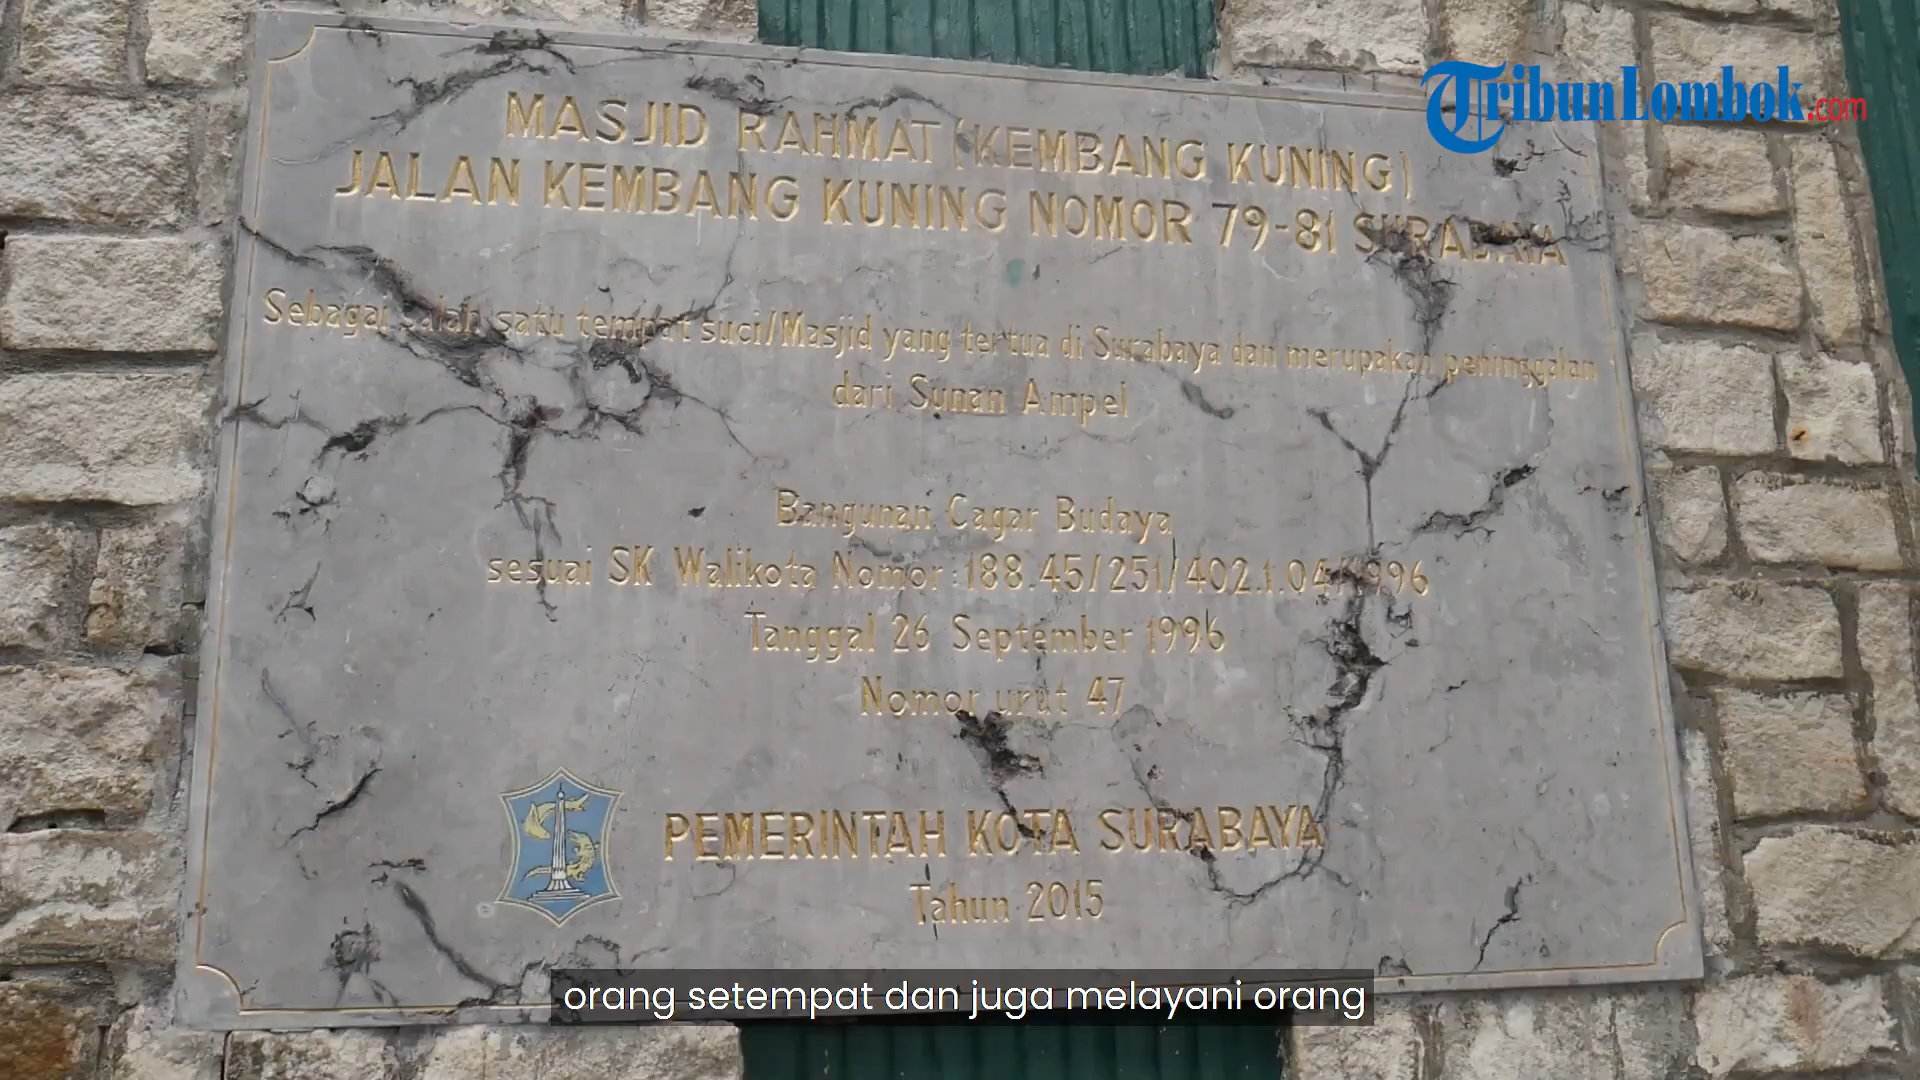 TribunLombok.com
MASJID RAHMAT (KEMBANG KUNING)
JALAN KEMBANG KUNING NOMOR 79-81 SURABAYA
Sebagai salah satu tempat suci/Masjid yang tertua di Surabaya dan merupakan peninggalan
dari Sunan Ampel
Bangunan Cagar Budaya
sesuai SK Walikota Nomor : 188.45/251/402.1.04/1996
Tanggal 26 September 1996
Nomor urut 47
PEMERINTAH KOTA SURABAYA
Tahun 2015
orang setempat dan juga melayani orang